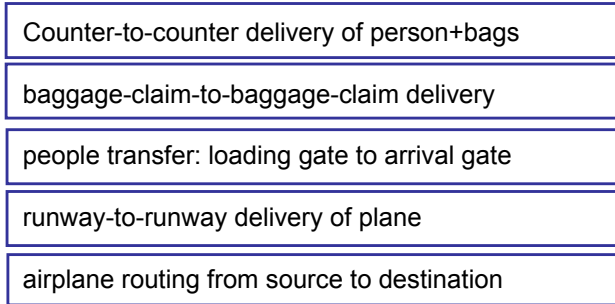 Counter-to-counter delivery of person+bags
baggage-claim-to-baggage-claim delivery
people transfer: loading gate to arrival gate
runway-to-runway delivery of plane
airplane routing from source to destination